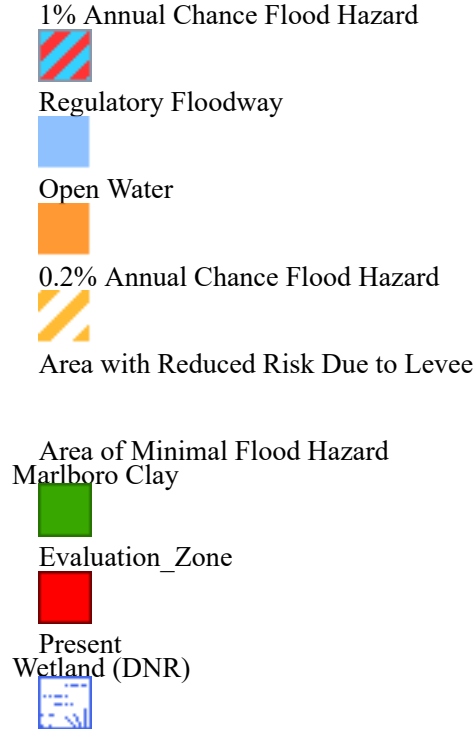 1% Annual Chance Flood Hazard
Regulatory Floodway
Open Water
0.2% Annual Chance Flood Hazard
Area with Reduced Risk Due to Levee
Area of Minimal Flood Hazard
Marlboro Clay
Evaluation_Zone
Present
Wetland (DNR)